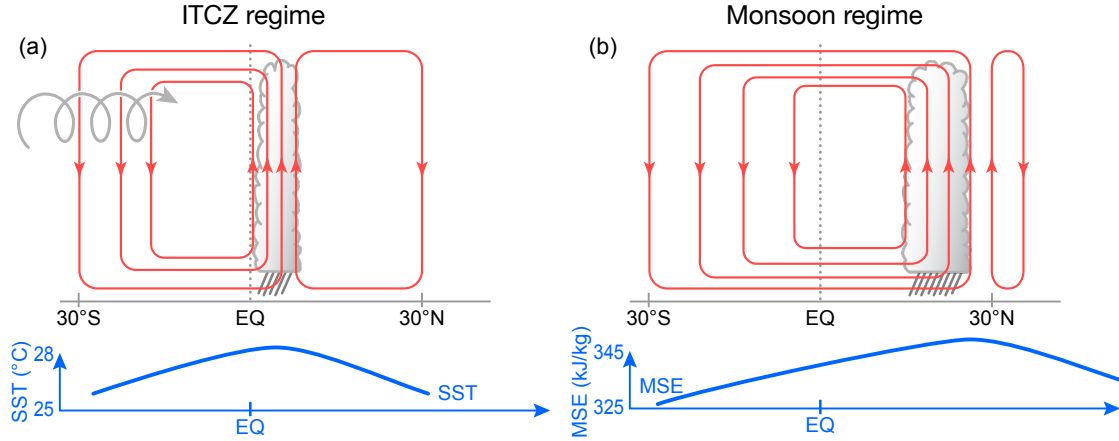 ITCZ regime
Monsoon regime
(a)
(b)
30°S
EQ
30°N
30°S
EQ
30°N
SST (°C)
28
25
SST
EQ
MSE (kJ/kg)
345
325
MSE
EQ